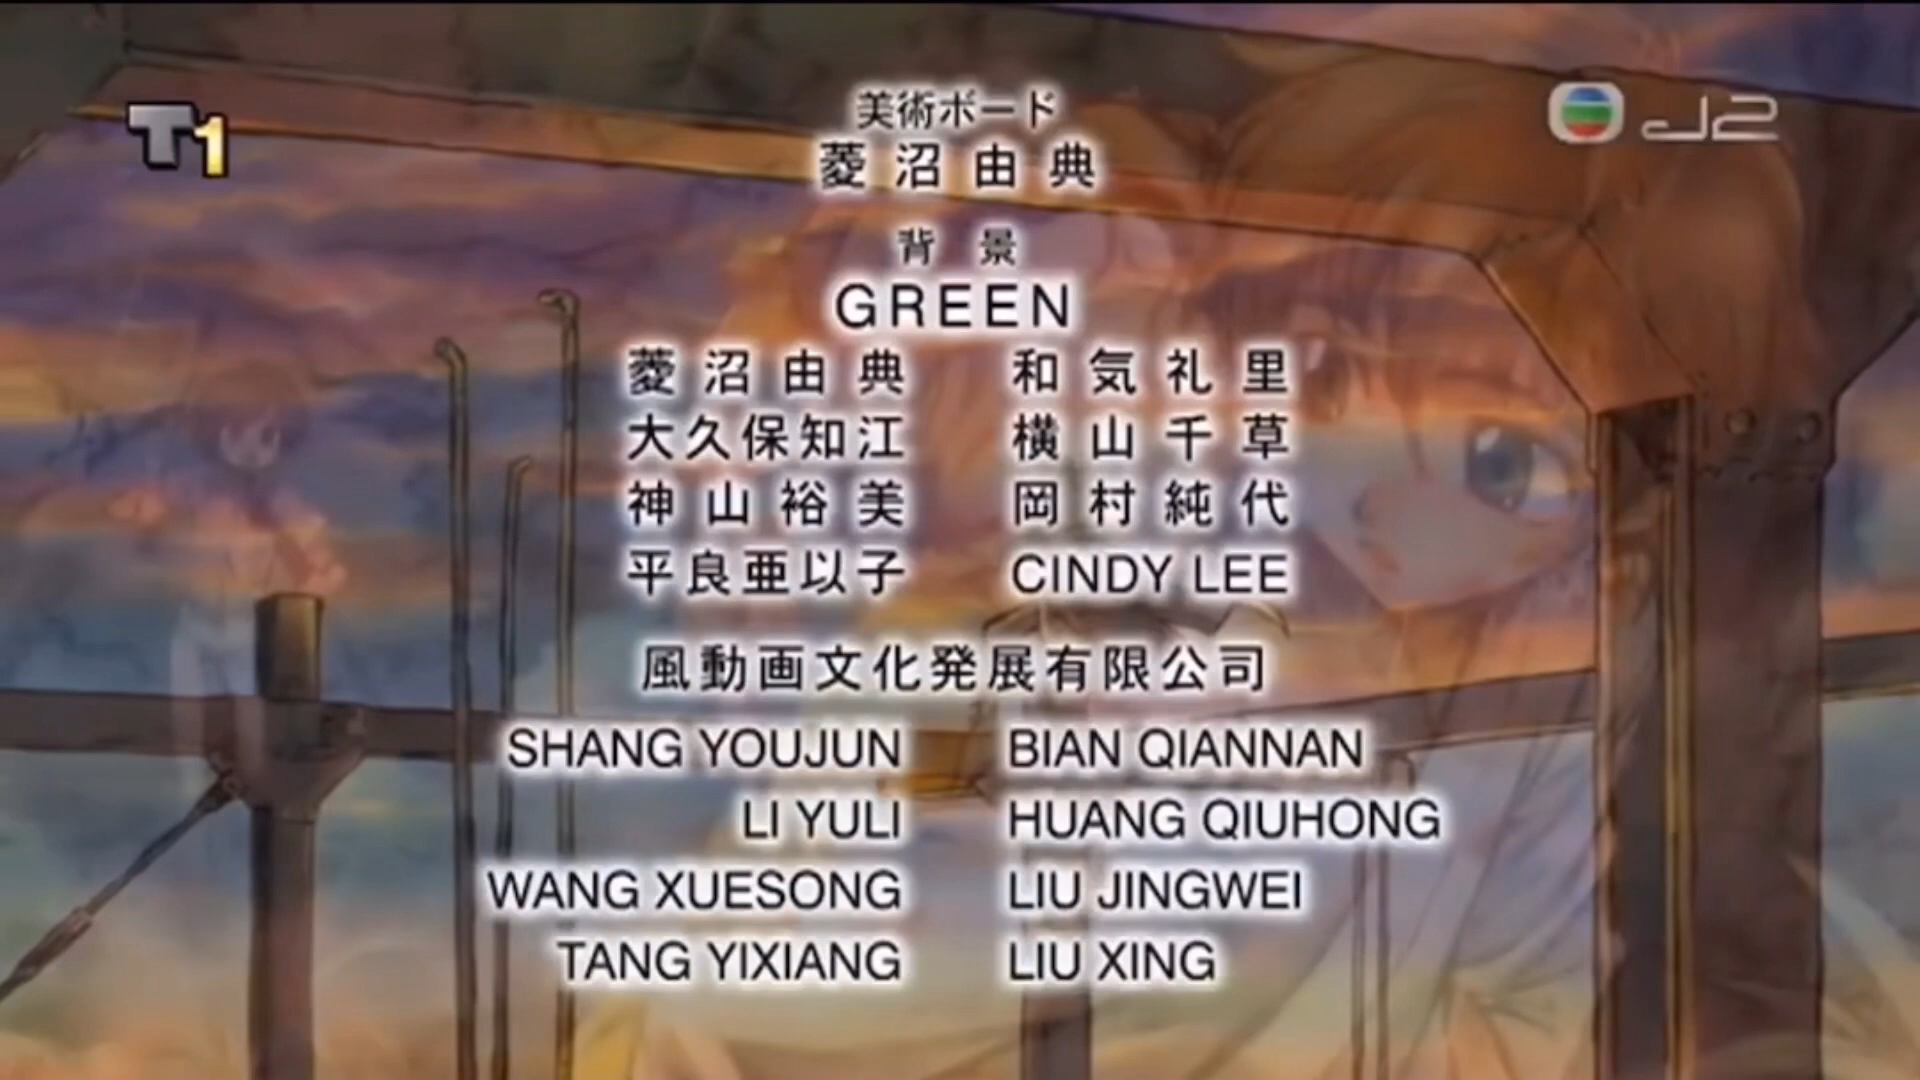 T1
J2
美術ボード
菱沼由典
背景
GREEN
菱沼由典 和気礼里
大久保知江 横山千草
神山裕美 岡村純代
平良亜以子 CINDY LEE
風動画文化発展有限公司
SHANG YOUJUN BIAN QIANNAN
LI YULI HUANG QIUHONG
WANG XUESONG LIU JINGWEI
TANG YIXIANG LIU XING